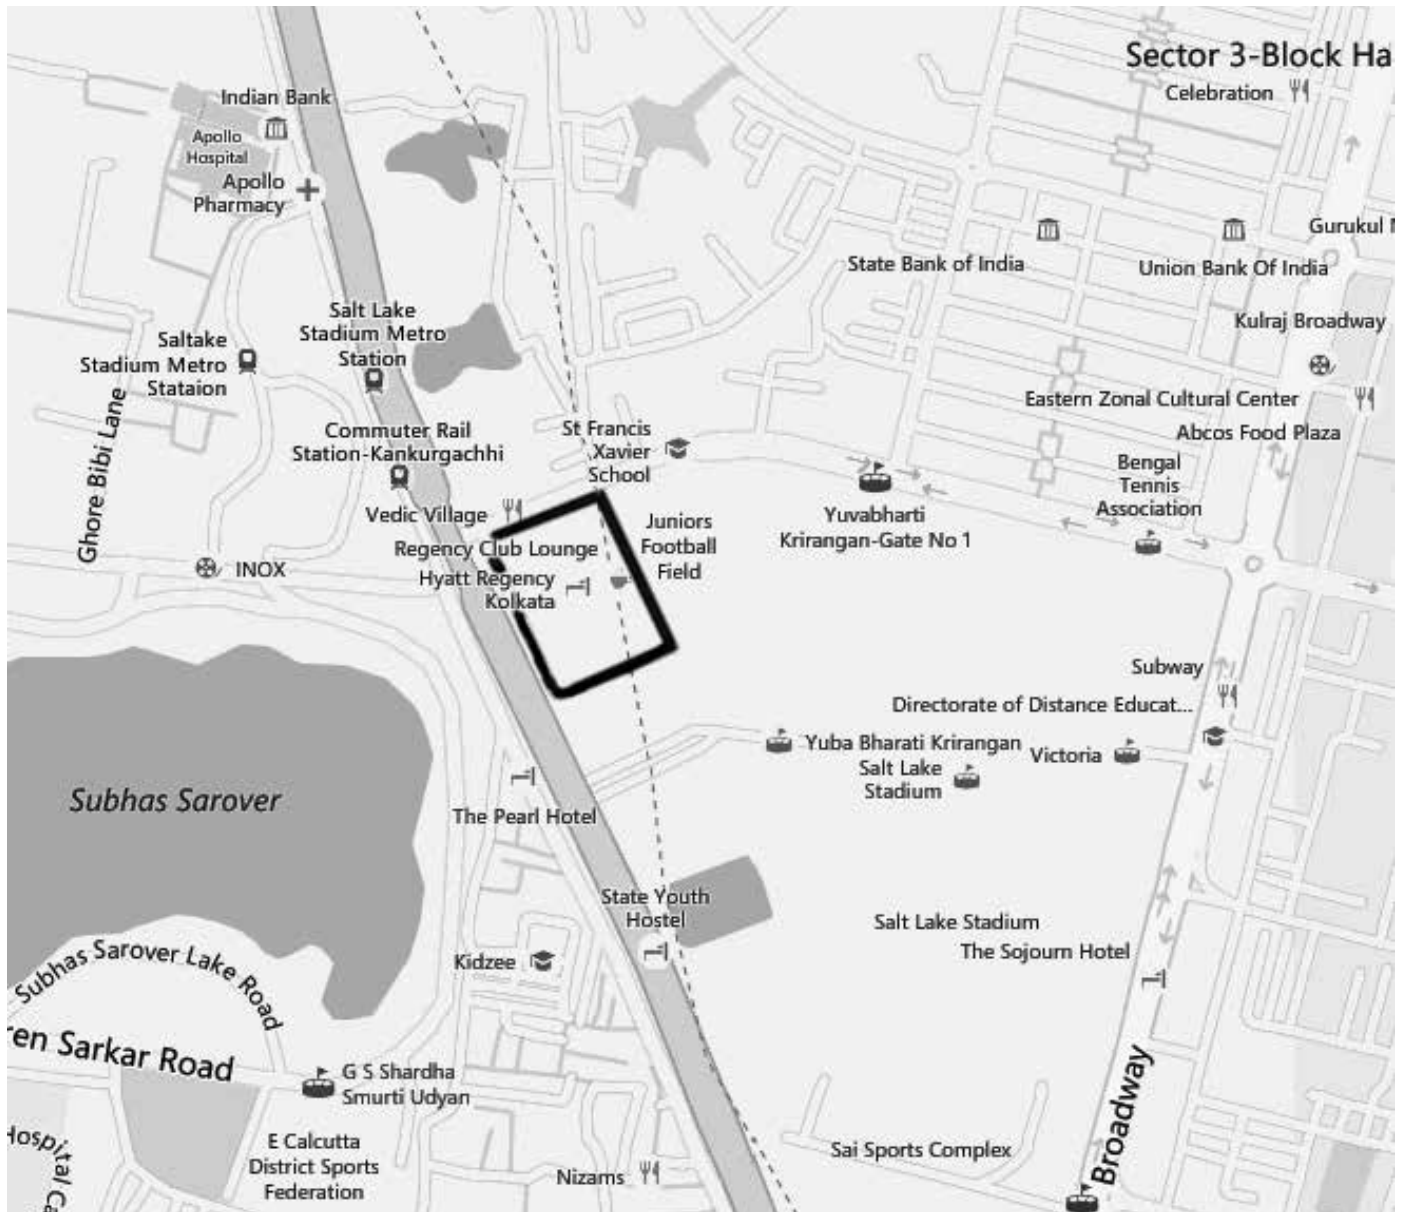 Sector 3-Block Ha
Celebration
Indian Bank
Apollo
Hospital
Apollo
Pharmacy
Gurukul
State Bank of India
Union Bank Of India
Salt Lake
Stadium Metro
Station
Kulraj Broadway
Saltake
Stadium Metro
Stataion
Ghore Bibi Lane
Eastern Zonal Cultural Center
Abcos Food Plaza
Commuter Rail
Station-Kankurgachhi
St Francis
Xavier
School
Bengal
Tennis
Association
Vedic Village
Yuvabharti
Krirangan-Gate No 1
Juniors
Football
Field
Regency Club Lounge
INOX
Hyatt Regency
Kolkata
Subway
Directorate of Distance Educat...
Yuba Bharati Krirangan
Victoria
Salt Lake
Stadium
Subhas Sarover
The Pearl Hotel
State Youth
Hostel
Salt Lake Stadium
The Sojourn Hotel
Kidzee
Subhas Sarover Lake Road
ren Sarkar Road
G S Shardha
Smurti Udyan
Broadway
Hospital Ca
E Calcutta
District Sports
Federation
Sai Sports Complex
Nizams